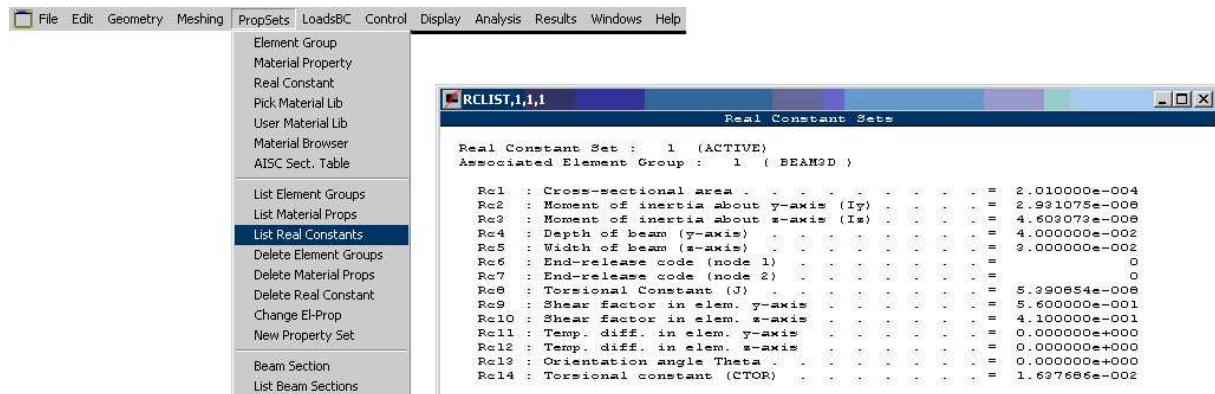 File Edit Geometry Meshing PropSets LoadsBC Control Display Analysis Results Windows Help
Element Group
Material Property
Real Constant
Pick Material Lib
User Material Lib
Material Browser
AISC Sect. Table
List Element Groups
List Material Props
List Real Constants
Delete Element Groups
Delete Material Props
Delete Real Constant
Change El-Prop
New Property Set
Beam Section
List Beam Sections
RCLIST,1,1,1
Real Constant Sets
Real Constant Set : 1 (ACTIVE)
Associated Element Group : 1 ( BEAM3D )
Rc1 : Cross-sectional area . . . . . . . . . = 2.010000e-004
Rc2 : Moment of inertia about y-axis (Iy) . . . . = 2.931075e-008
Rc3 : Moment of inertia about z-axis (Iz) . . . . = 4.603073e-008
Rc4 : Depth of beam (y-axis) . . . . . . . . = 4.000000e-002
Rc5 : Width of beam (z-axis) . . . . . . . . = 3.000000e-002
Rc6 : End-release code (node 1) . . . . . . . = 0
Rc7 : End-release code (node 2) . . . . . . . = 0
Rc8 : Torsional Constant (J) . . . . . . . . = 5.390854e-008
Rc9 : Shear factor in elem. y-axis . . . . . . = 5.600000e-001
Rc10 : Shear factor in elem. z-axis . . . . . . = 4.100000e-001
Rc11 : Temp. diff. in elem. y-axis . . . . . . = 0.000000e+000
Rc12 : Temp. diff. in elem. z-axis . . . . . . = 0.000000e+000
Rc13 : Orientation angle Theta . . . . . . . . = 0.000000e+000
Rc14 : Torsional constant (CTOR) . . . . . . . = 1.637686e-002